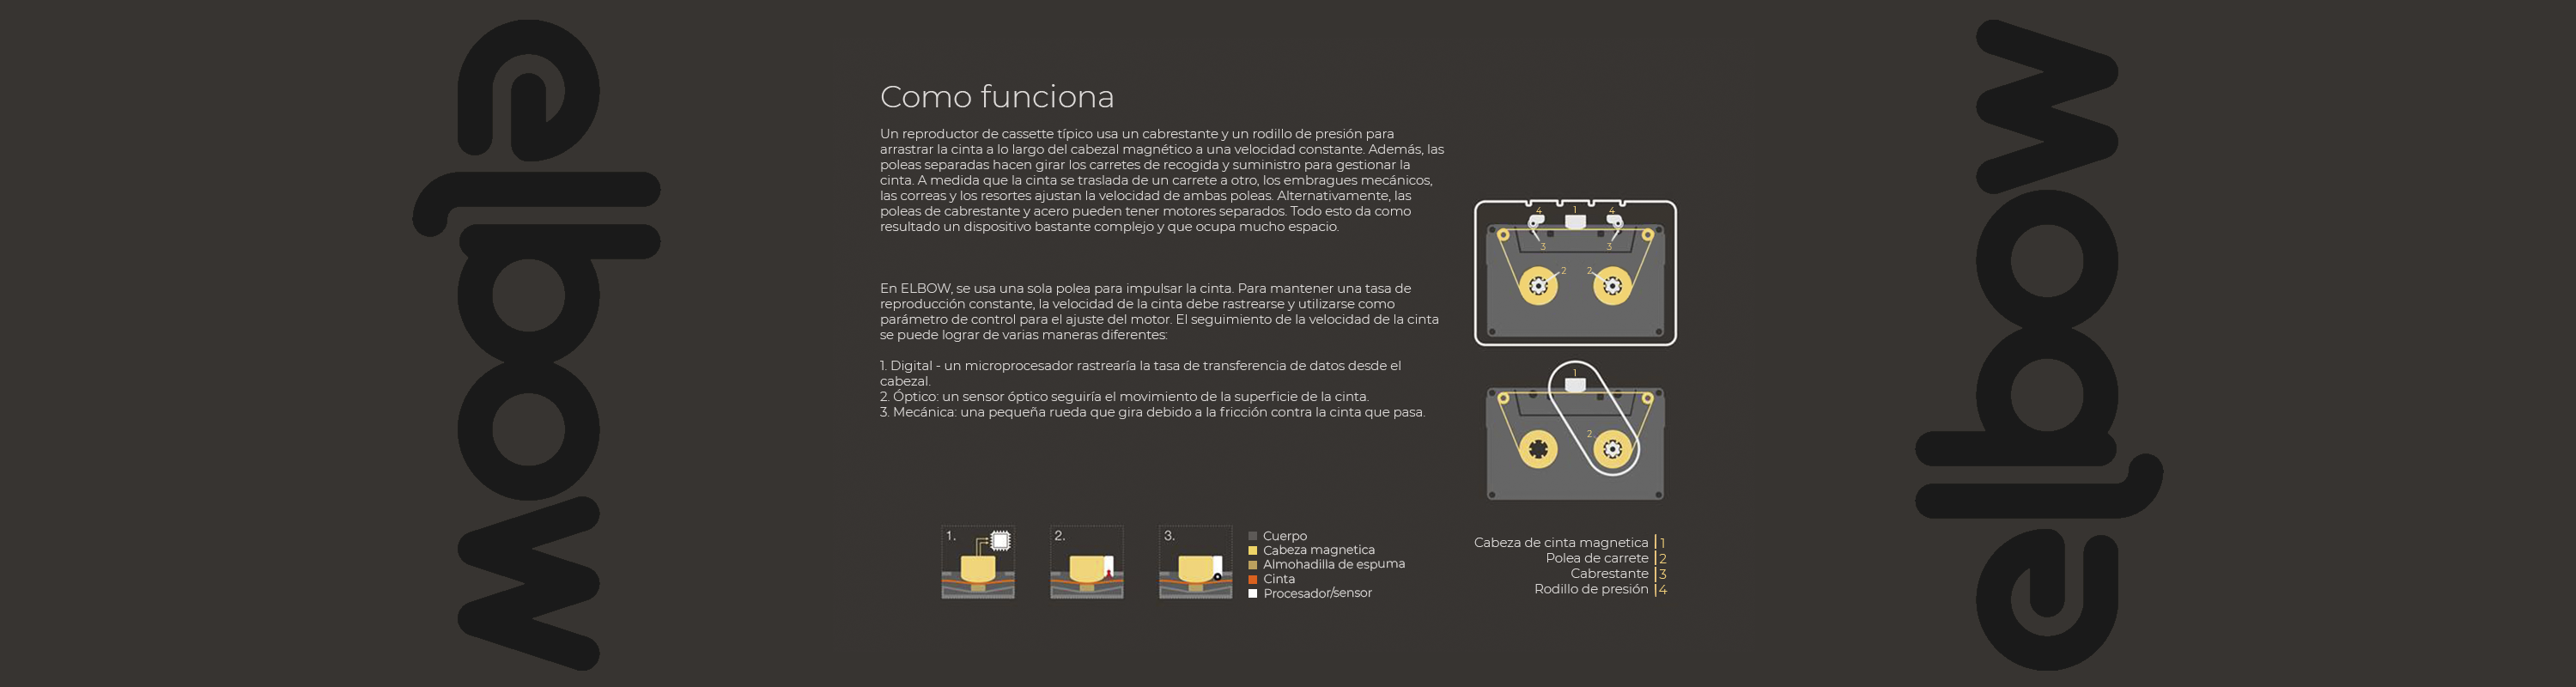 elbow
Como funciona
Un reproductor de cassette típico usa un cabrestante y un rodillo de presión para
arrastrar la cinta a lo largo del cabezal magnético a una velocidad constante. Además, las
poleas separadas hacen girar los carretes de recogida y suministro para gestionar la
cinta. A medida que la cinta se traslada de un carrete a otro, los embragues mecánicos,
las correas y los resortes ajustan la velocidad de ambas poleas. Alternativamente, las
poleas de cabrestante y acero pueden tener motores separados. Todo esto da como
resultado un dispositivo bastante complejo y que ocupa mucho espacio.
En ELBOW, se usa una sola polea para impulsar la cinta. Para mantener una tasa de
reproducción constante, la velocidad de la cinta debe rastrearse y utilizarse como
parámetro de control para el ajuste del motor. El seguimiento de la velocidad de la cinta
se puede lograr de varias maneras diferentes:
1. Digital - un microprocesador rastrearía la tasa de transferencia de datos desde el
cabezal.
2. Óptico: un sensor óptico seguiría el movimiento de la superficie de la cinta.
3. Mecánica: una pequeña rueda que gira debido a la fricción contra la cinta que pasa.
4 1 4
3 3
2 2
1
2
1.
2.
3.
Cuerpo
Cabeza magnetica
Almohadilla de espuma
Cinta
Procesador/sensor
Cabeza de cinta magnetica 1
Polea de carrete 2
Cabrestante 3
Rodillo de presión 4
elbow